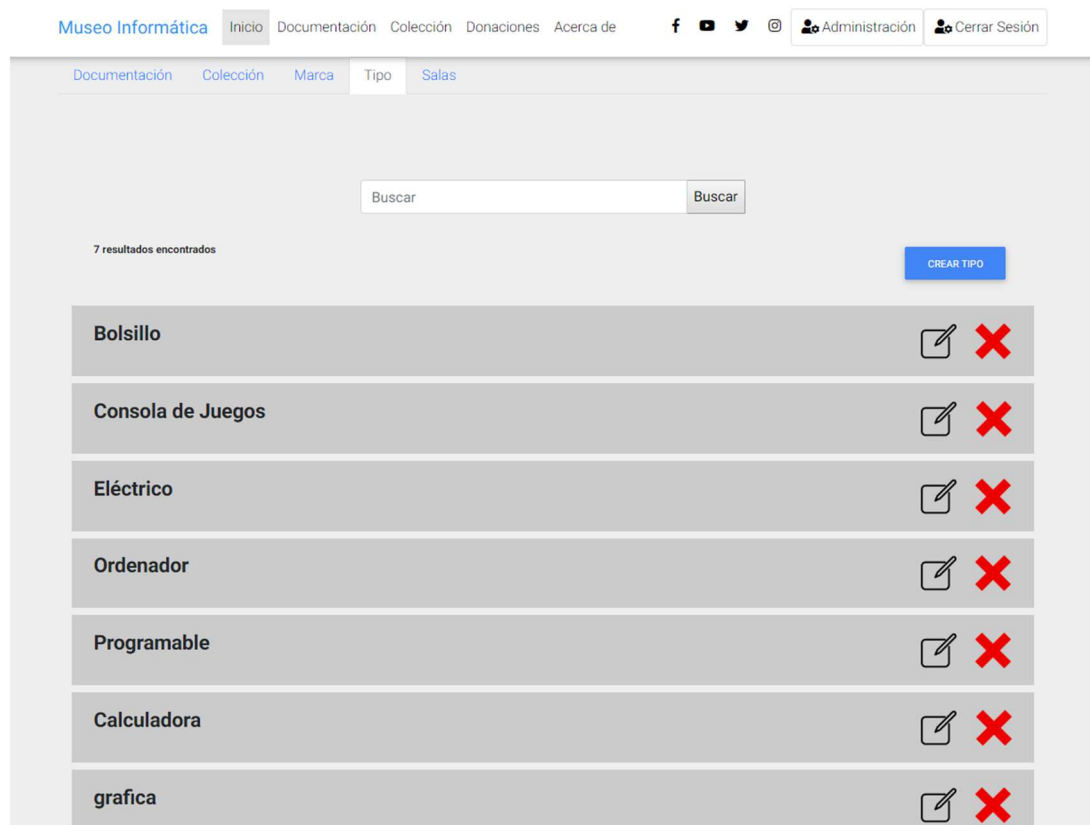 Museo Informática Inicio Documentación Colección Donaciones Acerca de Administración Cerrar Sesión
Documentación Colección Marca Tipo Salas
Buscar Buscar
7 resultados encontrados CREAR TIPO
Bolsillo
Consola de Juegos
Eléctrico
Ordenador
Programable
Calculadora
grafica